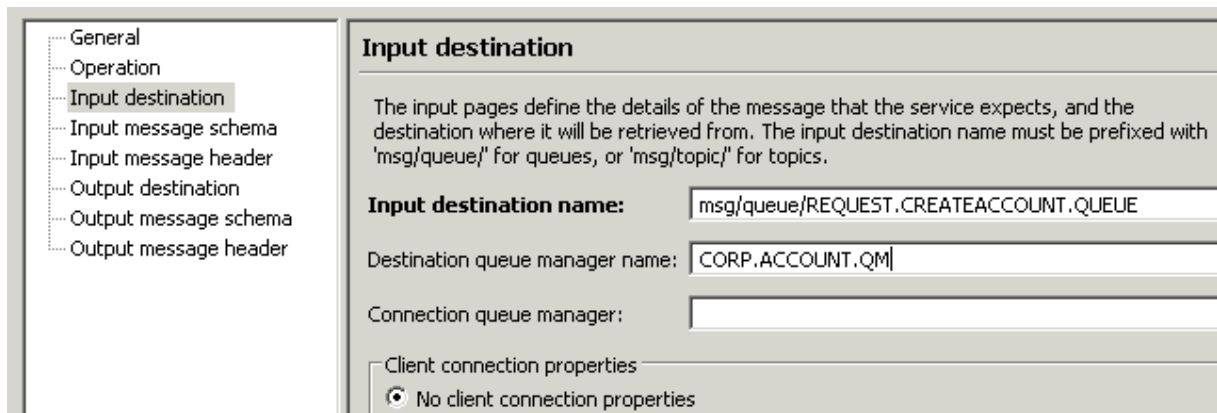 General
Operation
Input destination
Input message schema
Input message header
Output destination
Output message schema
Output message header
Input destination
The input pages define the details of the message that the service expects, and the
destination where it will be retrieved from. The input destination name must be prefixed with
'msg/queue/" for queues, or 'msg/topic/" for topics.
Input destination name: msg/queue/REQUEST.CREATEACCOUNT.QUEUE
Destination queue manager name: CORP.ACCOUNT.QM
Connection queue manager:
Client connection properties
No client connection properties